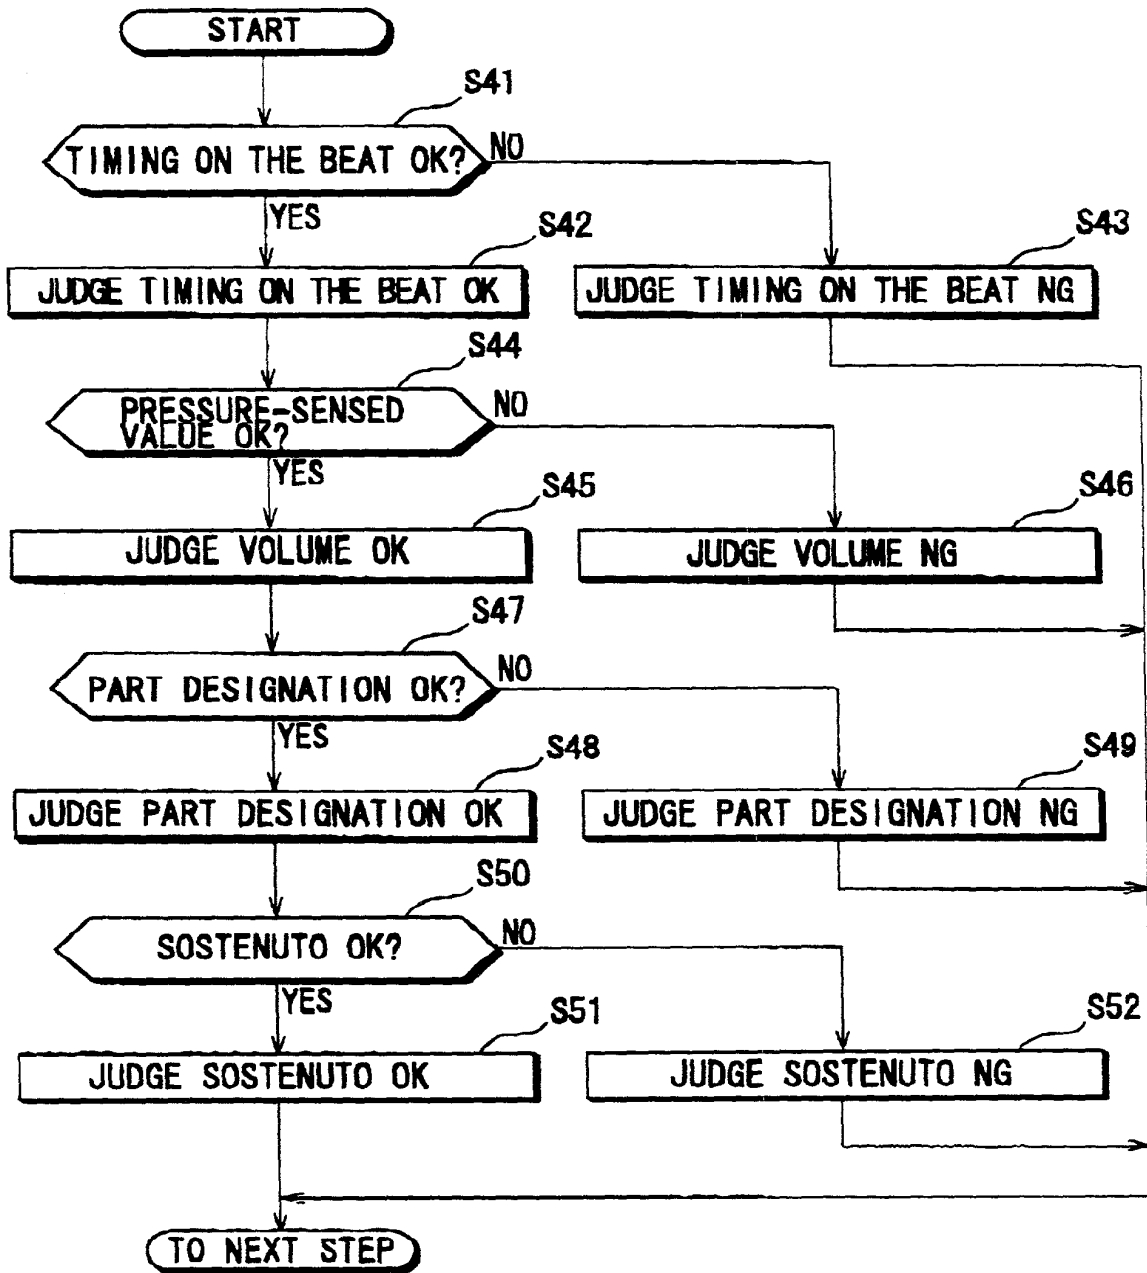 START
S41
TIMING ON THE BEAT OK?
NO
YES
S42
S43
JUDGE TIMING ON THE BEAT OK
JUDGE TIMING ON THE BEAT NG
S44
PRESSURE-SENSED
VALUE OK?
NO
YES
S45
S46
JUDGE VOLUME OK
JUDGE VOLUME NG
S47
PART DESIGNATION OK?
NO
YES
S48
S49
JUDGE PART DESIGNATION OK
JUDGE PART DESIGNATION NG
S50
SOSTENUTO OK?
NO
YES
S51
S52
JUDGE SOSTENUTO OK
JUDGE SOSTENUTO NG
TO NEXT STEP